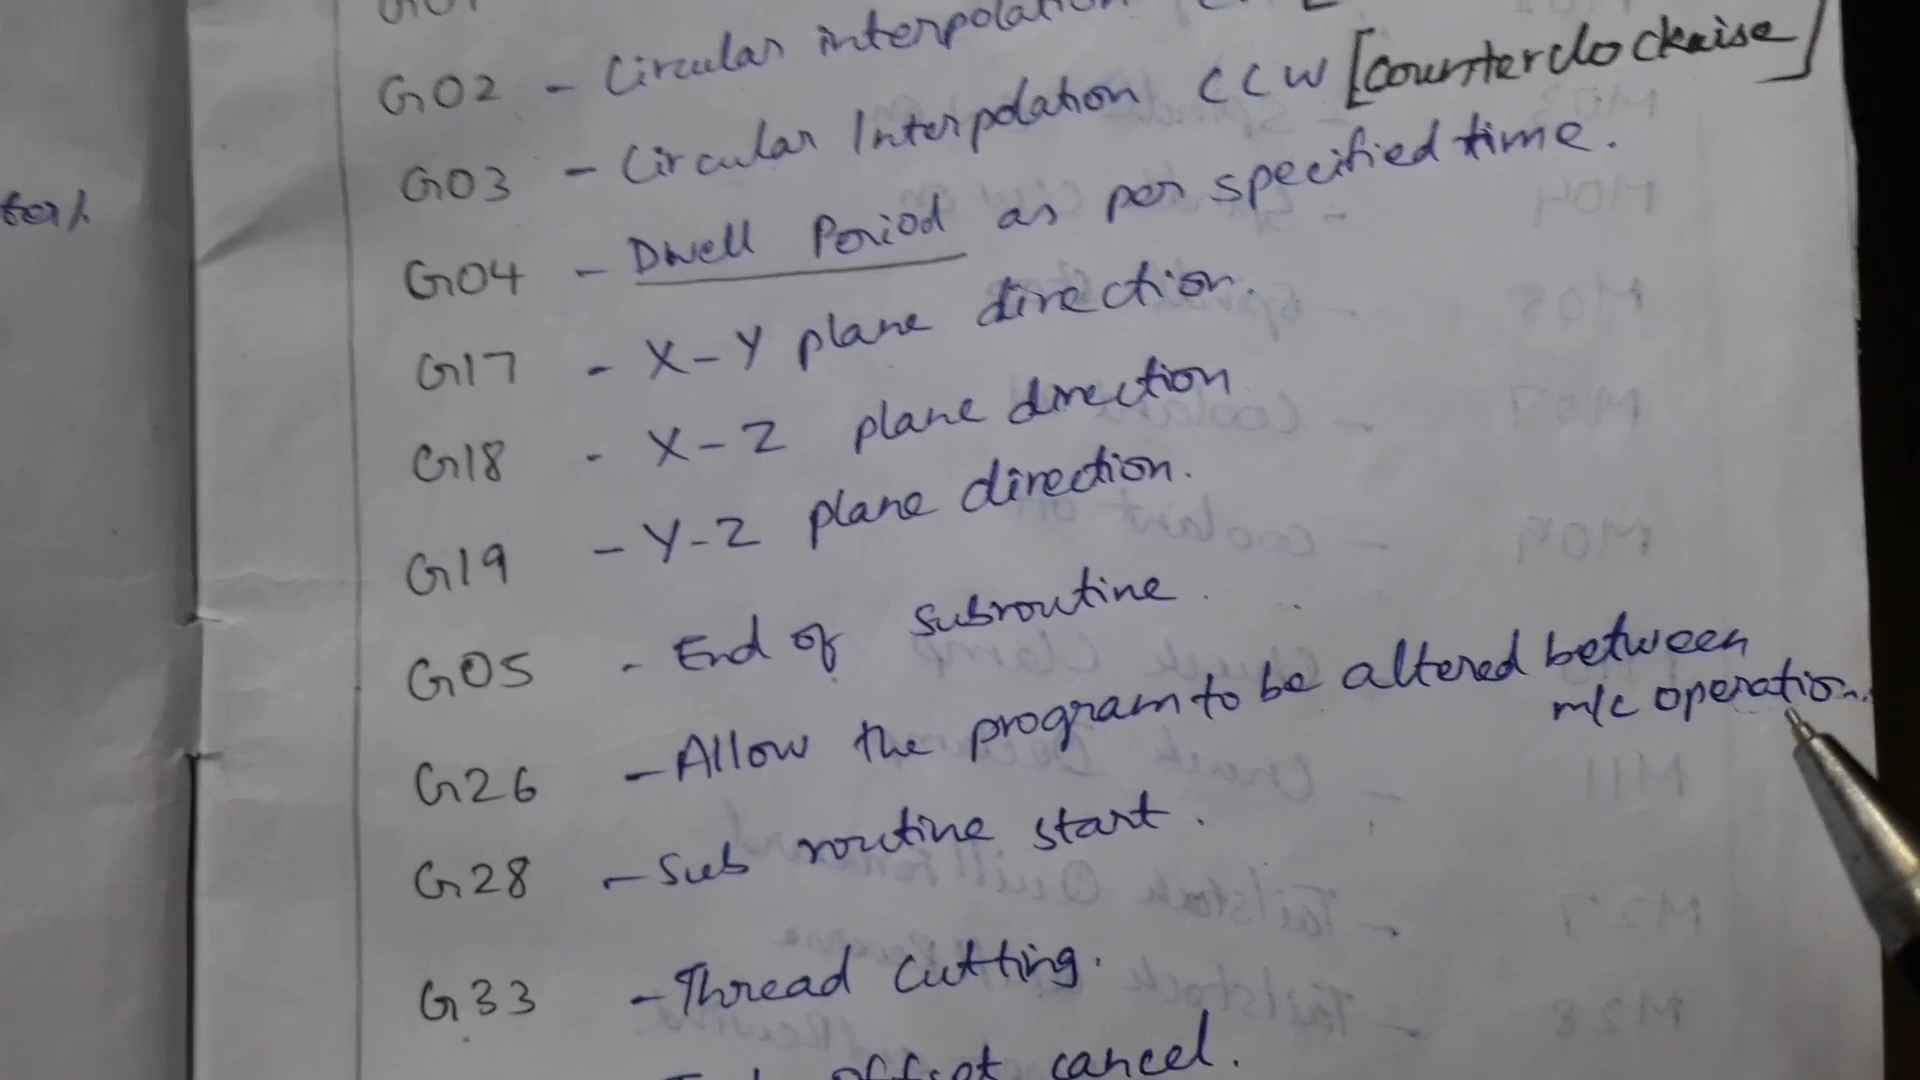 G02 - Circular interpolation
G03 - Circular Interpolation CCW [counterclockwise]
G04 - Dwell Period as per specified time.
G17 - X-Y plane direction.
G18 - X-Z plane direction
G19 - Y-Z plane direction.
G05 - End of subroutine.
G26 - Allow the program to be altered between
m/c operation.
G28 - Sub routine start.
G33 - Thread cutting.
offset cancel.